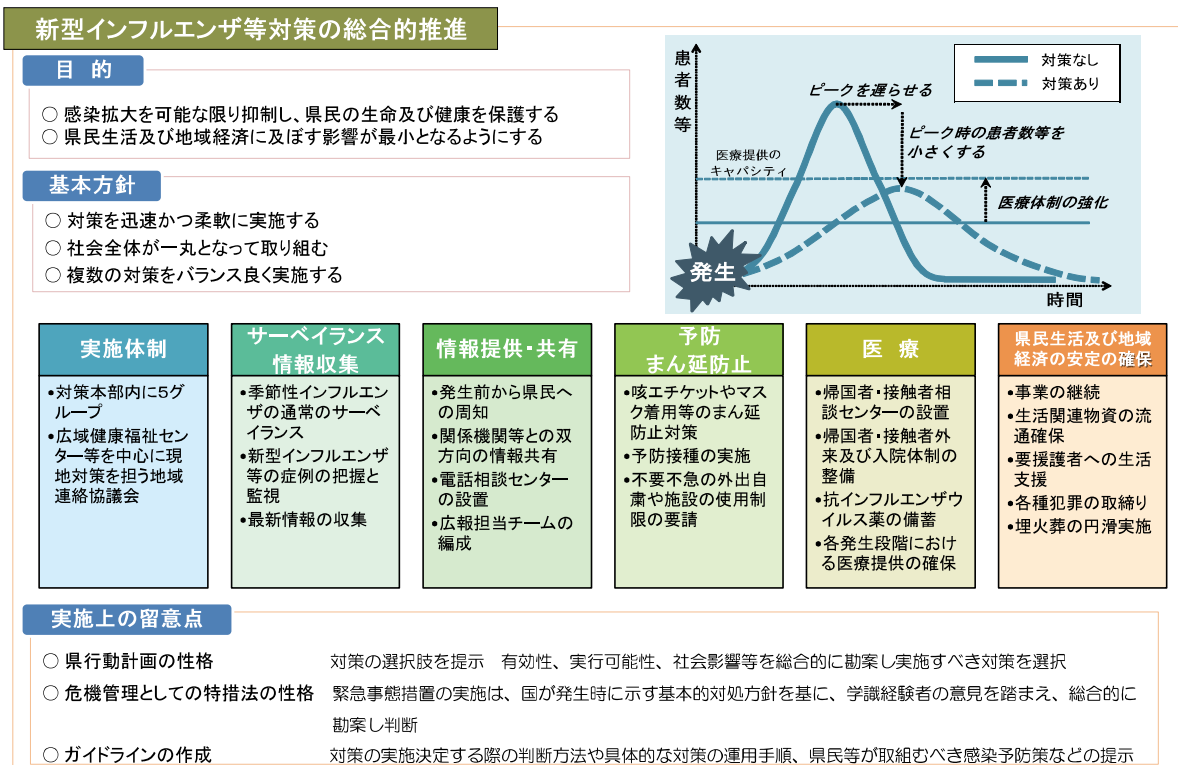 新型インフルエンザ等対策の総合的推進
目 的
○ 感染拡大を可能な限り抑制し、県民の生命及び健康を保護する
○ 県民生活及び地域経済に及ぼす影響が最小となるようにする
基本方針
○ 対策を迅速かつ柔軟に実施する
○ 社会全体が一丸となって取り組む
○ 複数の対策をバランス良く実施する
患者数等
対策なし
対策あり
ピークを遅らせる
ピーク時の患者数等を
小さくする
医療提供の
キャパシティ
医療体制の強化
発生
時間
実施体制
•対策本部内に5グ
ループ
•広域健康福祉セン
ター等を中心に現
地対策を担う地域
連絡協議会
サーベイランス
情報収集
•季節性インフルエン
ザの通常のサーベ
イランス
•新型インフルエンザ
等の症例の把握と
監視
•最新情報の収集
情報提供・共有
•発生前から県民へ
の周知
•関係機関等との双
方向の情報共有
•電話相談センター
の設置
•広報担当チームの
編成
予防
まん延防止
•咳エチケットやマス
ク着用等のまん延
防止対策
•予防接種の実施
•不要不急の外出自
粛や施設の使用制
限の要請
医 療
•帰国者・接触者相
談センターの設置
•帰国者・接触者外
来及び入院体制の
整備
•抗インフルエンザウ
イルス薬の備蓄
•各発生段階におけ
る医療提供の確保
県民生活及び地域
経済の安定の確保
•事業の継続
•生活関連物資の流
通確保
•要援護者への生活
支援
•各種犯罪の取締り
•埋火葬の円滑実施
実施上の留意点
○ 県行動計画の性格 対策の選択肢を提示 有効性、実行可能性、社会影響等を総合的に勘案し実施すべき対策を選択
○ 危機管理としての特措法の性格 緊急事態措置の実施は、国が発生時に示す基本的対処方針を基に、学識経験者の意見を踏まえ、総合的に
勘案し判断
○ ガイドラインの作成 対策の実施決定する際の判断方法や具体的な対策の運用手順、県民等が取組むべき感染予防策などの提示